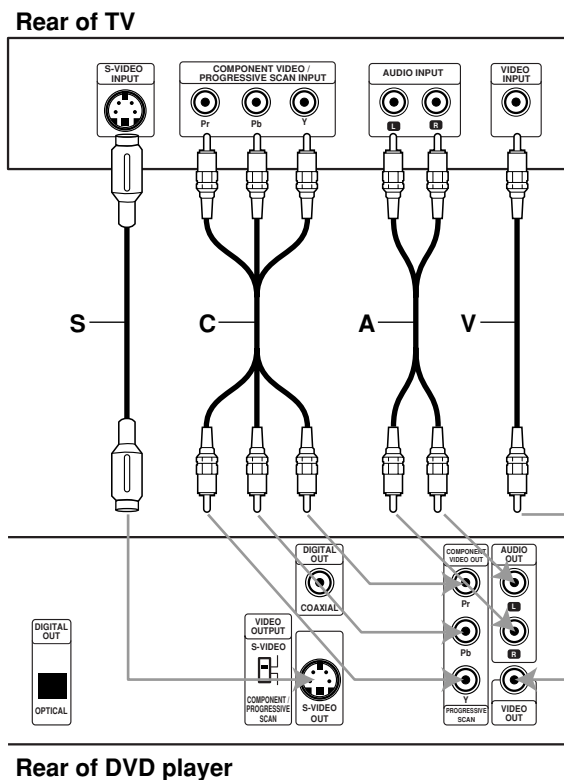 Rear of TV
S-VIDEO
INPUT
COMPONENT VIDEO /
PROGRESSIVE SCAN INPUT
AUDIO INPUT
VIDEO
INPUT
Pr
Pb
Y
L
R
S
C
A
V
DIGITAL
OUT
COAXIAL
COMPONENT
VIDEO OUT
AUDIO
OUT
Pr
L
DIGITAL
OUT
OPTICAL
VIDEO
OUTPUT
S-VIDEO
COMPONENT /
PROGRESSIVE
SCAN
S-VIDEO
OUT
Pb
R
Y
PROGRESSIVE
SCAN
VIDEO
OUT
Rear of DVD player